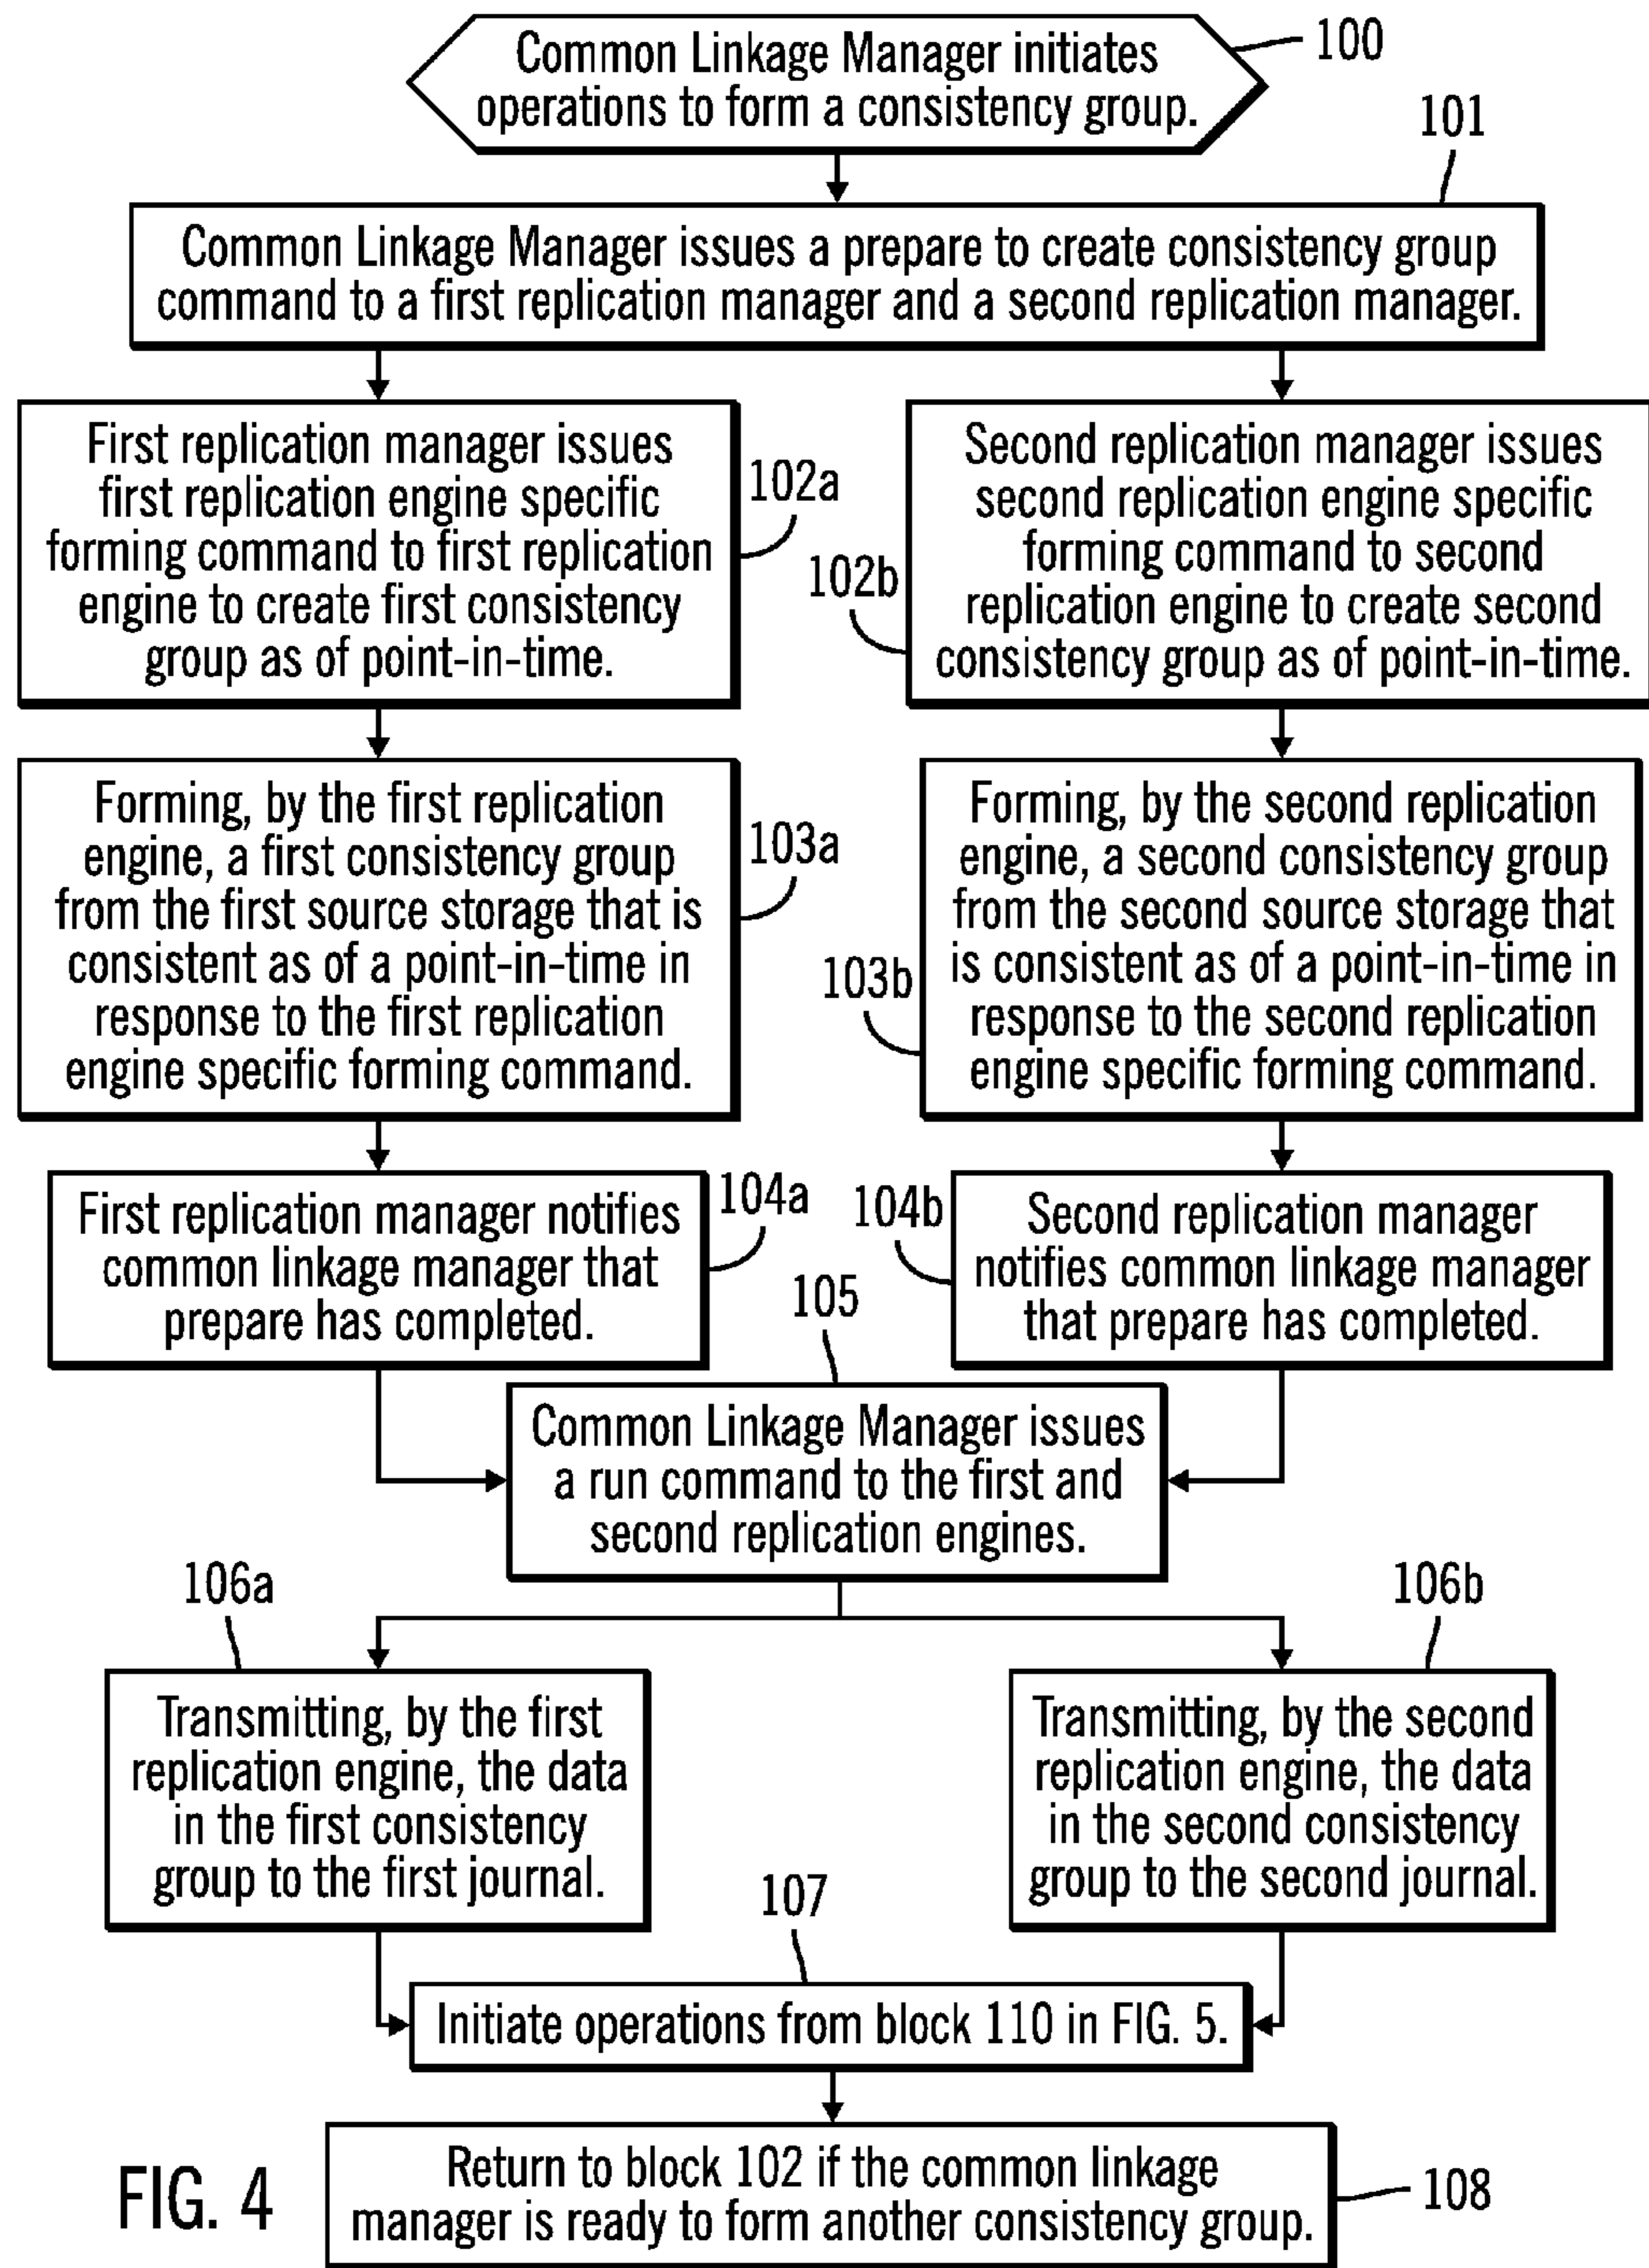 Common Linkage Manager initiates
operations to form a consistency group.
100
101
Common Linkage Manager issues a prepare to create consistency group
command to a first replication manager and a second replication manager.
First replication manager issues
first replication engine specific
forming command to first replication
engine to create first consistency
group as of point-in-time.
102a
102b
Second replication manager issues
second replication engine specific
forming command to second
replication engine to create second
consistency group as of point-in-time.
Forming, by the first replication
engine, a first consistency group
from the first source storage that is
consistent as of a point-in-time in
response to the first replication
engine specific forming command.
103a
103b
Forming, by the second replication
engine, a second consistency group
from the second source storage that
is consistent as of a point-in-time in
response to the second replication
engine specific forming command.
First replication manager notifies
common linkage manager that
prepare has completed.
104a
104b
Second replication manager
notifies common linkage manager
that prepare has completed.
105
Common Linkage Manager issues
a run command to the first and
second replication engines.
106a
Transmitting, by the first
replication engine, the data
in the first consistency
group to the first journal.
106b
Transmitting, by the second
replication engine, the data
in the second consistency
group to the second journal.
107
Initiate operations from block 110 in FIG. 5.
Return to block 102 if the common linkage
manager is ready to form another consistency group.
108
FIG. 4